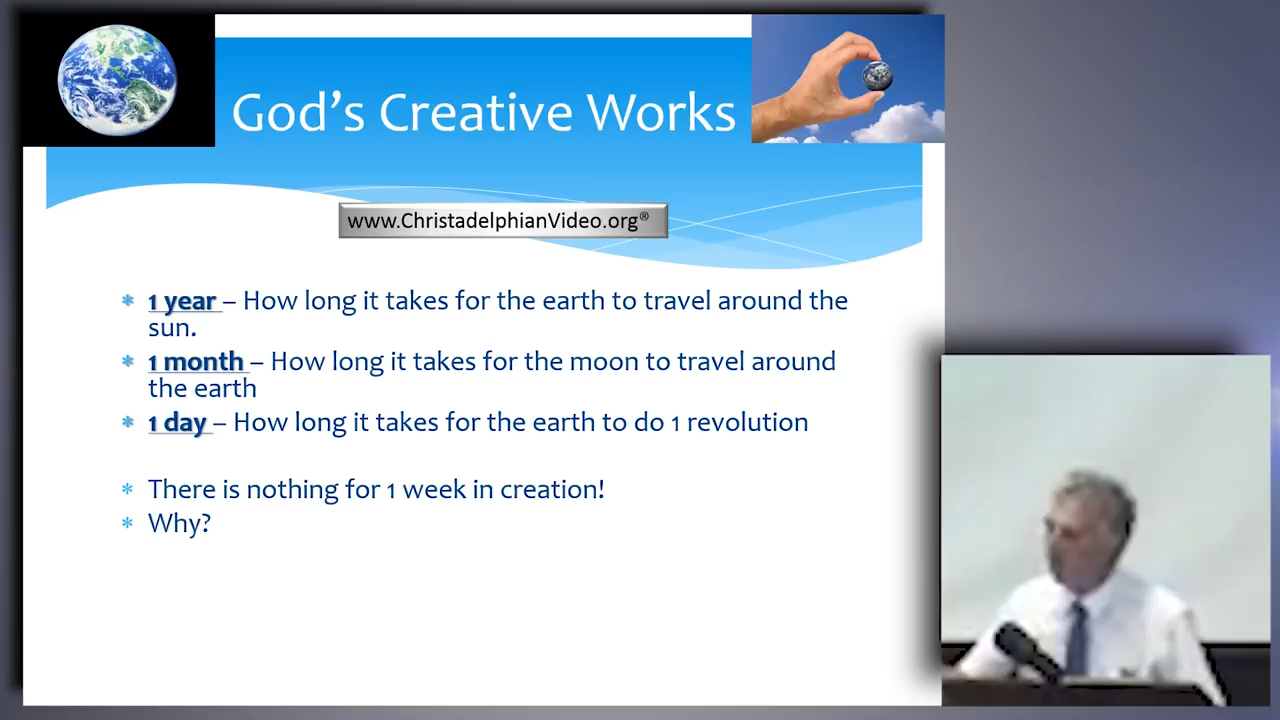 God's Creative Works
www.ChristadelphianVideo.org®
* 1 year – How long it takes for the earth to travel around the
sun.
* 1 month – How long it takes for the moon to travel around
the earth
* 1 day – How long it takes for the earth to do 1 revolution
* There is nothing for 1 week in creation!
* Why?